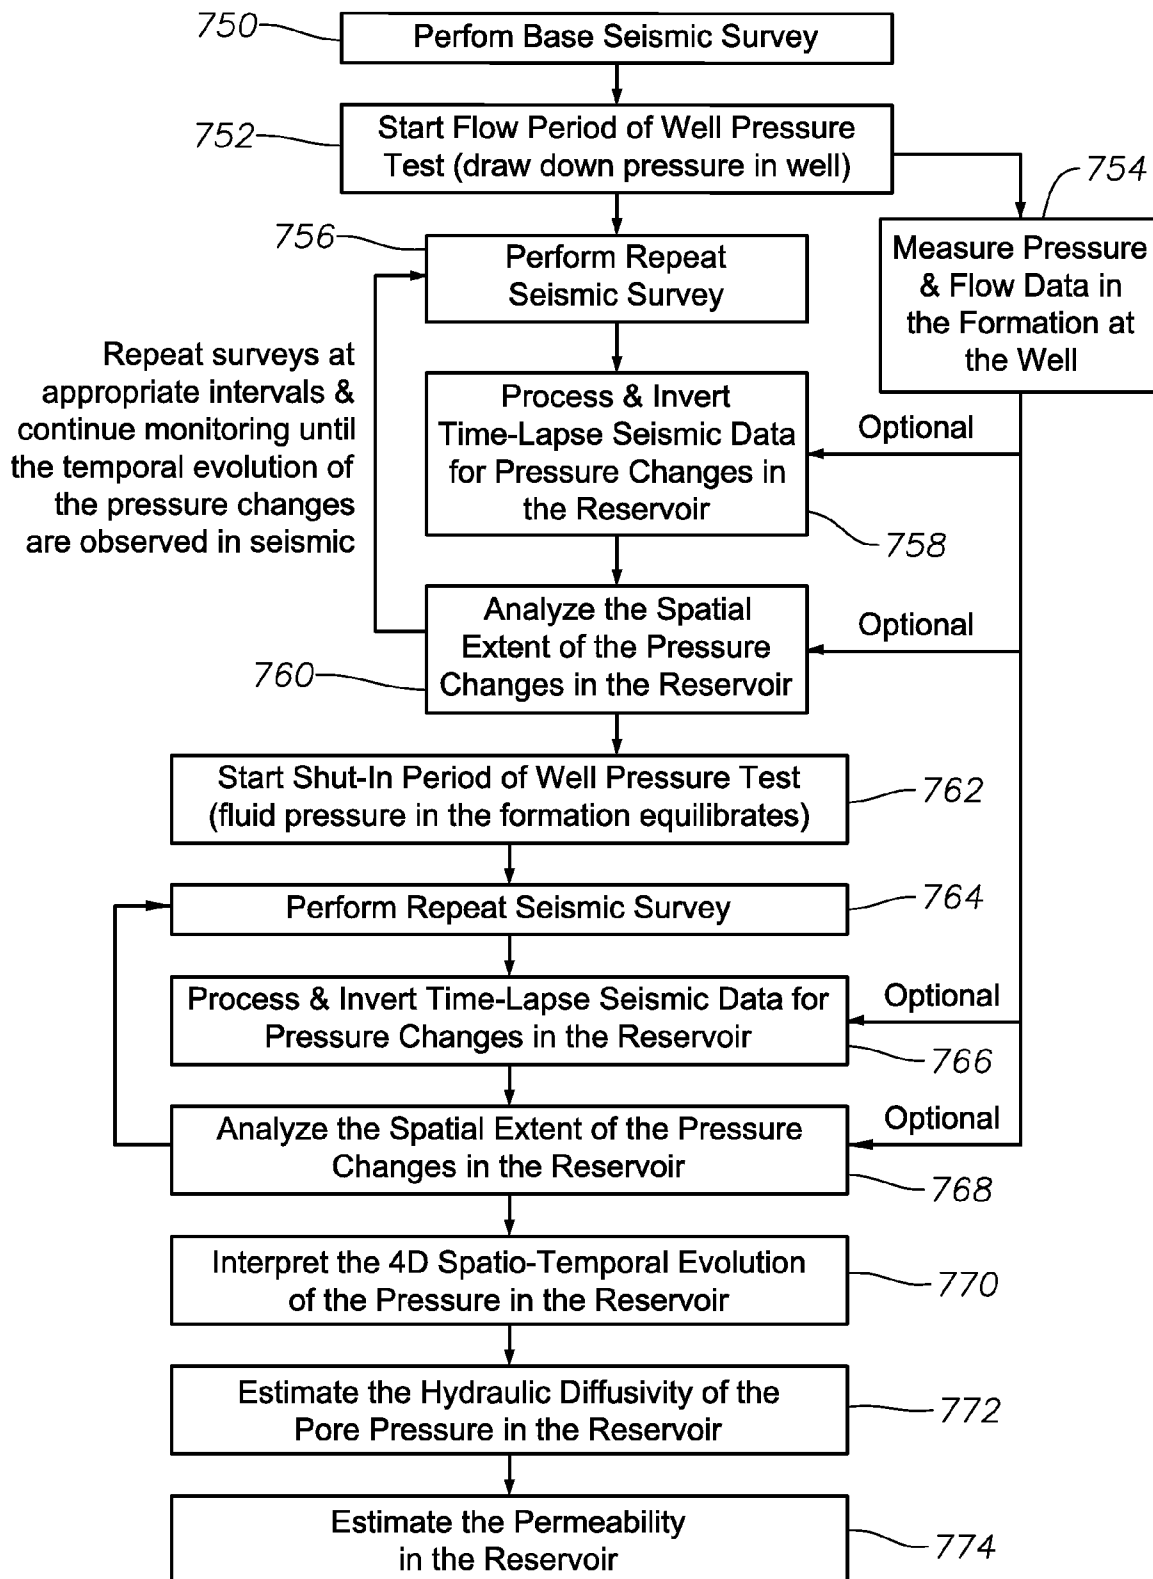 750
Perfom Base Seismic Survey
752
Start Flow Period of Well Pressure
Test (draw down pressure in well)
754
Measure Pressure
& Flow Data in
the Formation at
the Well
756
Perform Repeat
Seismic Survey
Repeat surveys at
appropriate intervals &
continue monitoring until
the temporal evolution of
the pressure changes
are observed in seismic
Process & Invert
Time-Lapse Seismic Data
for Pressure Changes in
the Reservoir
Optional
758
Analyze the Spatial
Extent of the Pressure
Changes in the Reservoir
Optional
760
Start Shut-In Period of Well Pressure Test
(fluid pressure in the formation equilibrates)
762
Perform Repeat Seismic Survey
764
Process & Invert Time-Lapse Seismic Data for
Pressure Changes in the Reservoir
Optional
766
Analyze the Spatial Extent of the Pressure
Changes in the Reservoir
Optional
768
Interpret the 4D Spatio-Temporal Evolution
of the Pressure in the Reservoir
770
Estimate the Hydraulic Diffusivity of the
Pore Pressure in the Reservoir
772
Estimate the Permeability
in the Reservoir
774